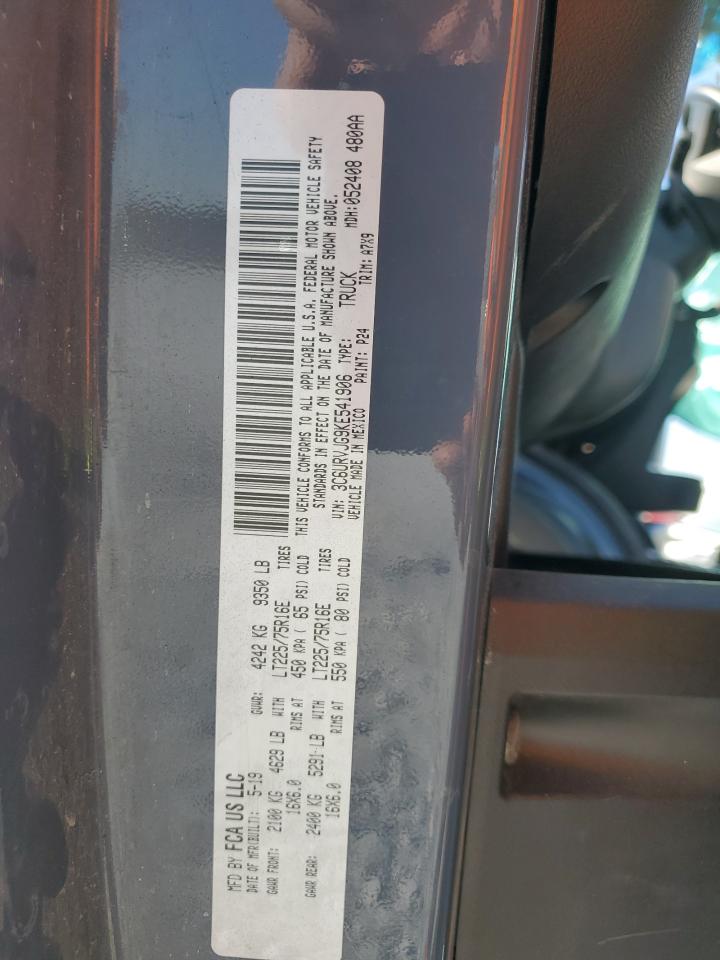 MFD BY FCA US LLC
DATE OF MFR(BUILT): 5-19 GVWR: 4242 KG 9350 LB
GAWR FRONT: 2100 KG 4629 LB WITH LT225/75R16E TIRES
16X6.0 RIMS AT 450 KPA ( 65 PSI) COLD
GAWR REAR: 2400 KG 5291 LB WITH LT225/75R16E TIRES
16X6.0 RIMS AT 550 KPA ( 80 PSI) COLD
THIS VEHICLE CONFORMS TO ALL APPLICABLE U.S.A. FEDERAL MOTOR VEHICLE SAFETY
STANDARDS IN EFFECT ON THE DATE OF MANUFACTURE SHOWN ABOVE.
VIN: 3C6URVJG9KE541906 TYPE: TRUCK MDH:052408 480AA
VEHICLE MADE IN MEXICO PAINT: P24 TRIM: A7X9